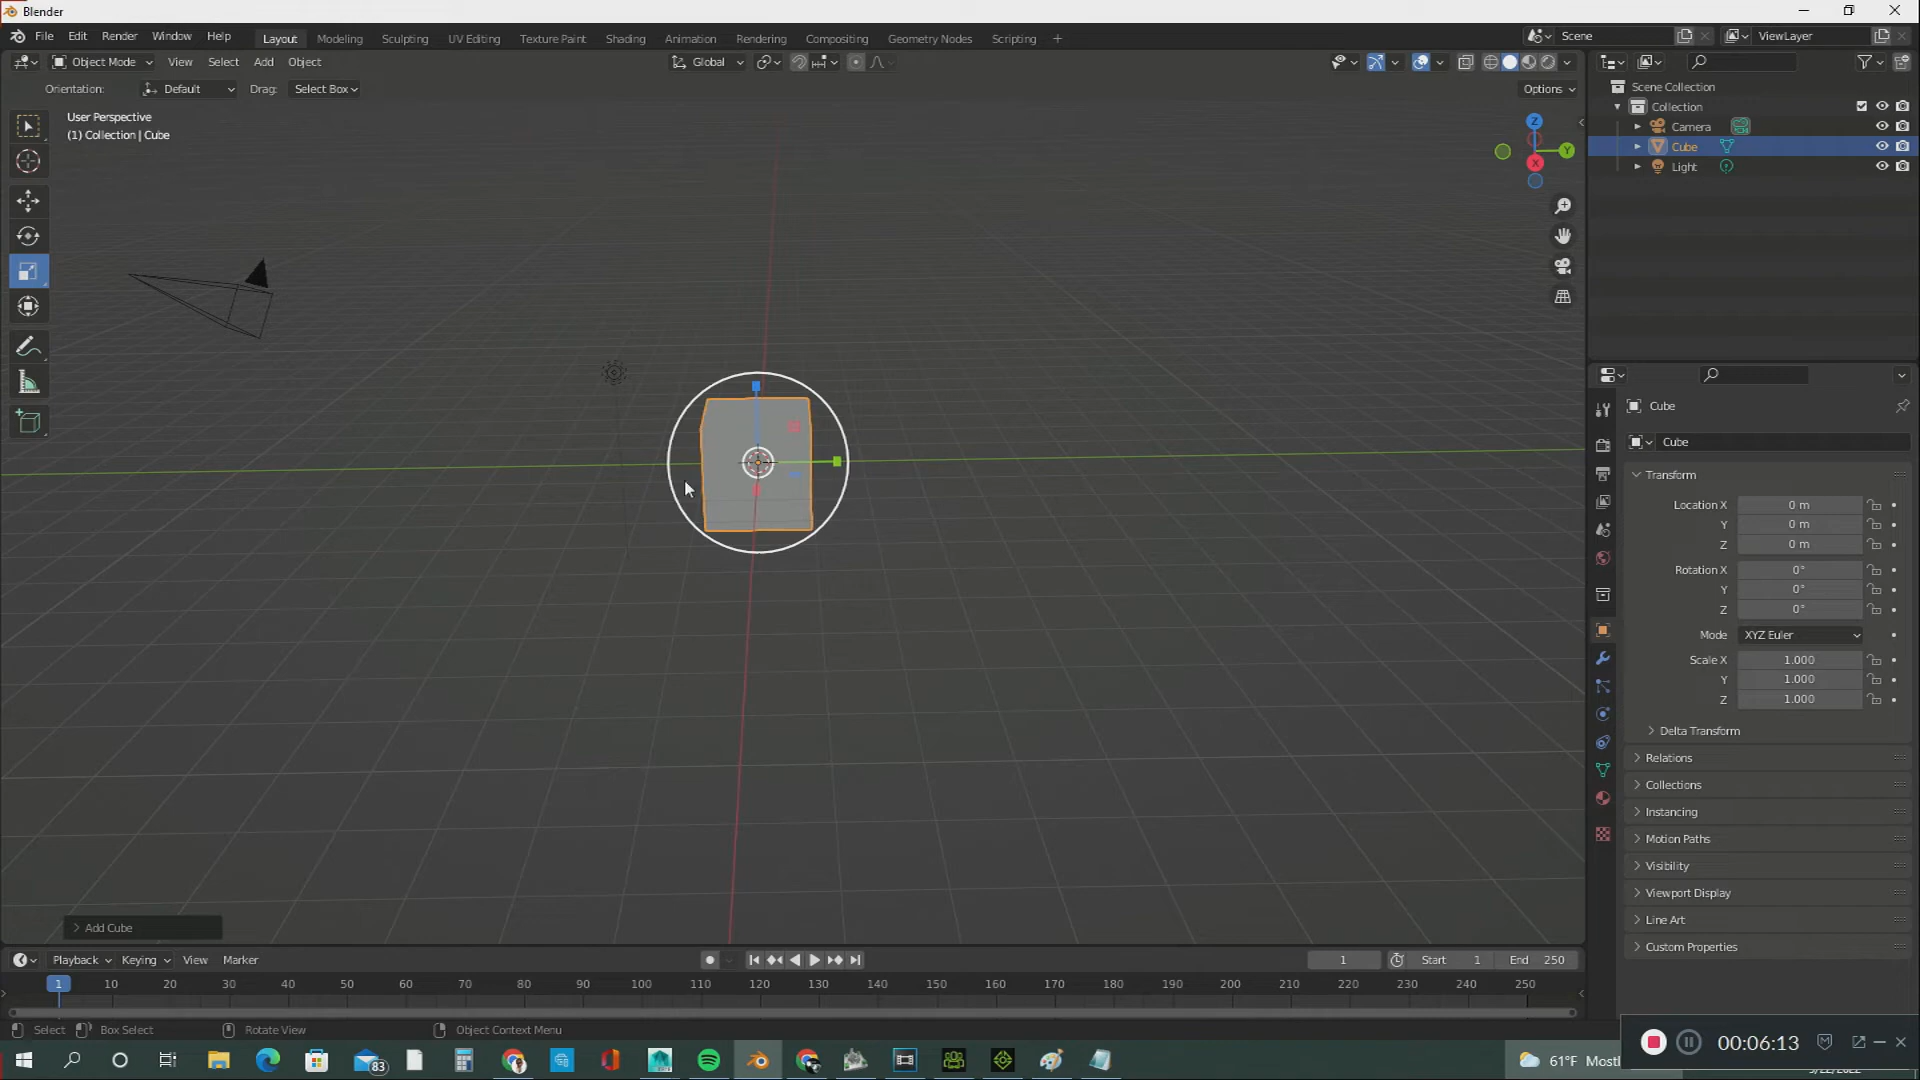 Blender
File Edit Render Window Help
Layout Modeling Sculpting UV Editing Texture Paint Shading Animation Rendering Compositing Geometry Nodes Scripting +
Scene
ViewLayer
Object Mode View Select Add Object
Global
Orientation: Default Drag: Select Box
Options
User Perspective
(1) Collection | Cube
Z
Y
X
Scene Collection
Collection
Camera
Cube
Light
Cube
Cube
Transform
Location X 0 m
Y 0 m
Z 0 m
Rotation X 0°
Y 0°
Z 0°
Mode XYZ Euler
Scale X 1.000
Y 1.000
Z 1.000
Delta Transform
Relations
Collections
Instancing
Motion Paths
Visibility
Viewport Display
Line Art
Custom Properties
Add Cube
Playback Keying View Marker
1 Start 1 End 250
1 10 20 30 40 50 60 70 80 90 100 110 120 130 140 150 160 170 180 190 200 210 220 230 240 250
Select Box Select Rotate View Object Context Menu
83
61°F
00:06:13